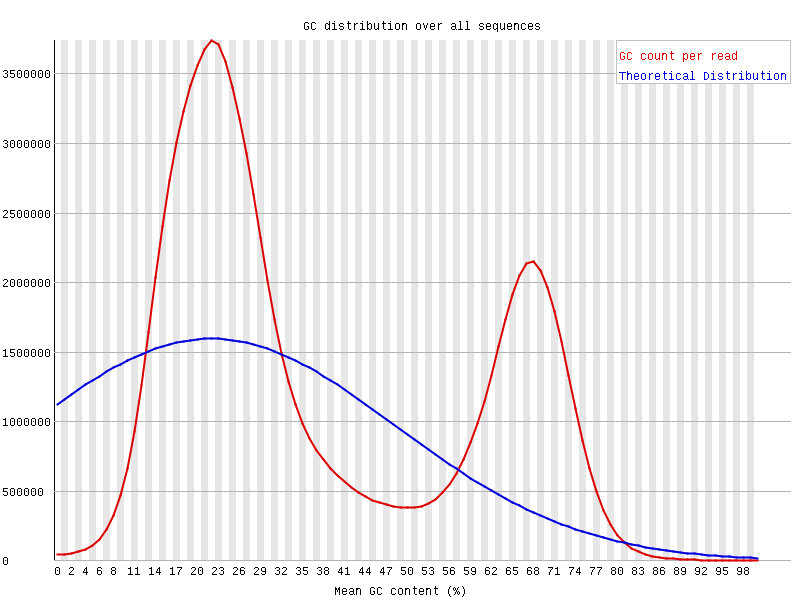 GC distribution over all sequences
GC count per read
Theoretical Distribution
3500000
3000000
2500000
2000000
1500000
1000000
500000
0
0 2 4 6 8 11 14 17 20 23 26 29 32 35 38 41 44 47 50 53 56 59 62 65 68 71 74 77 80 83 86 89 92 95 98
Mean GC content (%)